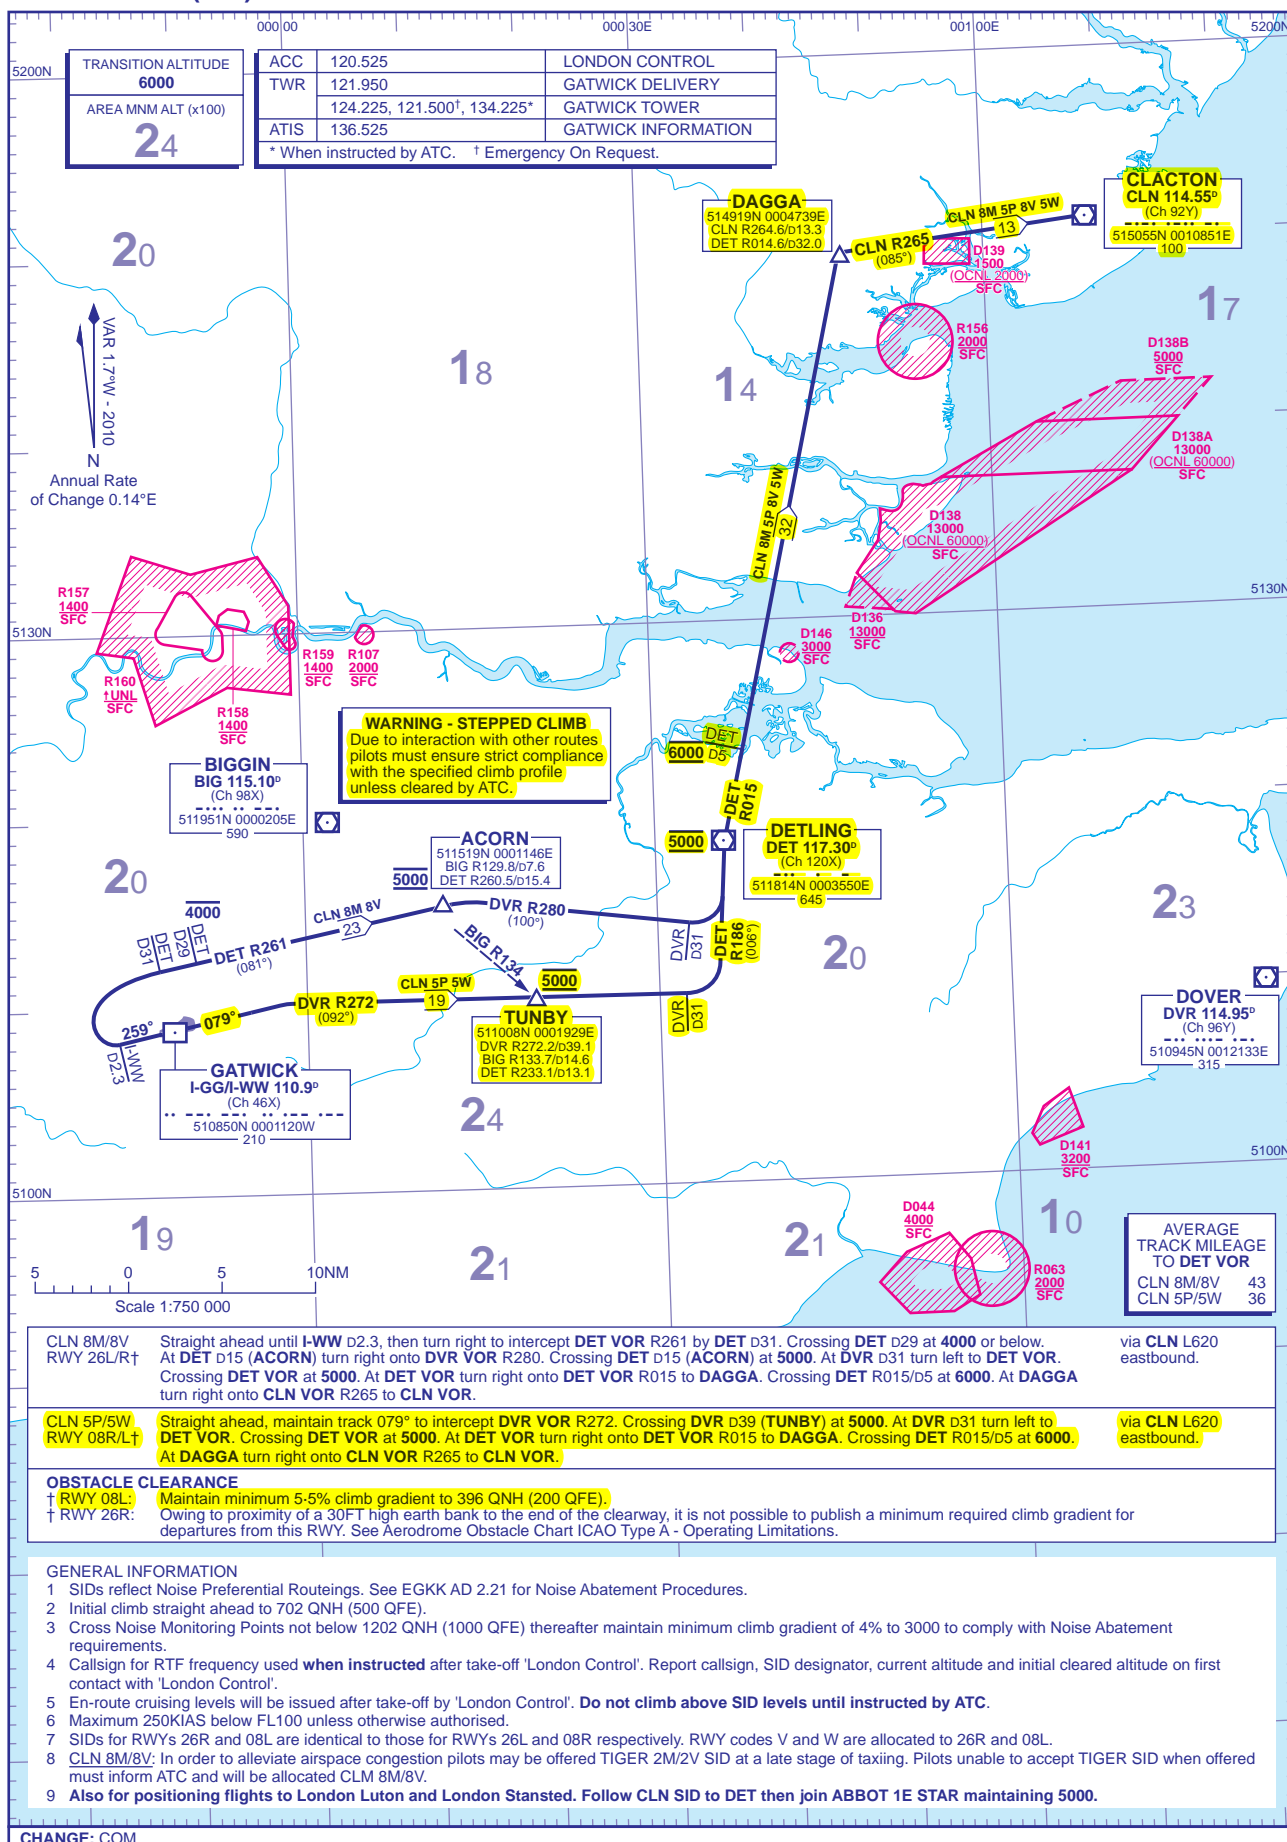 000 00
000 30E
001 00E
5200N
5200N
TRANSITION ALTITUDE
6000
AREA MNM ALT (x100)
24
ACC 120.525 LONDON CONTROL
TWR 121.950 GATWICK DELIVERY
124.225, 121.500†, 134.225* GATWICK TOWER
ATIS 136.525 GATWICK INFORMATION
* When instructed by ATC. † Emergency On Request.
DAGGA
514919N 0004739E
CLN R264.6/D13.3
DET R014.6/D32.0
CLN 8M 5P 8V 5W
13
CLN R265
(085°)
CLACTON
CLN 114.55D
(Ch 92Y)
515055N 0010851E
100
D139
1500
(OCNL 2000)
SFC
20
17
VAR 1.7°W - 2010
N
Annual Rate
of Change 0.14°E
18
14
R156
2000
SFC
D138B
5000
SFC
D138A
13000
(OCNL 60000)
SFC
D138
13000
(OCNL 60000)
SFC
CLN 8M 5P 8V 5W
32
R157
1400
SFC
5130N
5130N
D136
13000
SFC
D146
3000
SFC
R159
1400
SFC
R107
2000
SFC
R160
↑UNL
SFC
R158
1400
SFC
WARNING - STEPPED CLIMB
Due to interaction with other routes
pilots must ensure strict compliance
with the specified climb profile
unless cleared by ATC.
6000
DET
D5
BIGGIN
BIG 115.10D
(Ch 98X)
511951N 0000205E
590
DET
R015
5000
DETLING
DET 117.30D
(Ch 120X)
511814N 0003550E
645
ACORN
511519N 0001146E
BIG R129.8/D7.6
DET R260.5/D15.4
5000
20
23
4000
CLN 8M 8V
23
DVR R280
(100°)
DET
D31
DET
D29
DET R261
(081°)
BIG R134
DVR
D31
DET
R186
(006°)
20
CLN 5P 5W
19
5000
DVR R272
(092°)
DVR
D31
259°
079°
I-WW
D2.3
TUNBY
511008N 0001929E
DVR R272.2/D39.1
BIG R133.7/D14.6
DET R233.1/D13.1
DOVER
DVR 114.95D
(Ch 96Y)
510945N 0012133E
315
GATWICK
I-GG/I-WW 110.9D
(Ch 46X)
510850N 0001120W
210
24
D141
3200
SFC
5100N
5100N
19
21
21
10
D044
4000
SFC
R063
2000
SFC
AVERAGE
TRACK MILEAGE
TO DET VOR
CLN 8M/8V 43
CLN 5P/5W 36
5 0 5 10NM
Scale 1:750 000
CLN 8M/8V Straight ahead until I-WW D2.3, then turn right to intercept DET VOR R261 by DET D31. Crossing DET D29 at 4000 or below. via CLN L620
RWY 26L/R† At DET D15 (ACORN) turn right onto DVR VOR R280. Crossing DET D15 (ACORN) at 5000. At DVR D31 turn left to DET VOR. eastbound.
Crossing DET VOR at 5000. At DET VOR turn right onto DET VOR R015 to DAGGA. Crossing DET R015/D5 at 6000. At DAGGA
turn right onto CLN VOR R265 to CLN VOR.
CLN 5P/5W Straight ahead, maintain track 079° to intercept DVR VOR R272. Crossing DVR D39 (TUNBY) at 5000. At DVR D31 turn left to via CLN L620
RWY 08R/L† DET VOR. Crossing DET VOR at 5000. At DET VOR turn right onto DET VOR R015 to DAGGA. Crossing DET R015/D5 at 6000. eastbound.
At DAGGA turn right onto CLN VOR R265 to CLN VOR.
OBSTACLE CLEARANCE
† RWY 08L: Maintain minimum 5·5% climb gradient to 396 QNH (200 QFE).
† RWY 26R: Owing to proximity of a 30FT high earth bank to the end of the clearway, it is not possible to publish a minimum required climb gradient for
departures from this RWY. See Aerodrome Obstacle Chart ICAO Type A - Operating Limitations.
GENERAL INFORMATION
1 SIDs reflect Noise Preferential Routeings. See EGKK AD 2.21 for Noise Abatement Procedures.
2 Initial climb straight ahead to 702 QNH (500 QFE).
3 Cross Noise Monitoring Points not below 1202 QNH (1000 QFE) thereafter maintain minimum climb gradient of 4% to 3000 to comply with Noise Abatement
requirements.
4 Callsign for RTF frequency used when instructed after take-off 'London Control'. Report callsign, SID designator, current altitude and initial cleared altitude on first
contact with 'London Control'.
5 En-route cruising levels will be issued after take-off by 'London Control'. Do not climb above SID levels until instructed by ATC.
6 Maximum 250KIAS below FL100 unless otherwise authorised.
7 SIDs for RWYs 26R and 08L are identical to those for RWYs 26L and 08R respectively. RWY codes V and W are allocated to 26R and 08L.
8 CLN 8M/8V: In order to alleviate airspace congestion pilots may be offered TIGER 2M/2V SID at a late stage of taxiing. Pilots unable to accept TIGER SID when offered
must inform ATC and will be allocated CLM 8M/8V.
9 Also for positioning flights to London Luton and London Stansted. Follow CLN SID to DET then join ABBOT 1E STAR maintaining 5000.
CHANGE: COM.